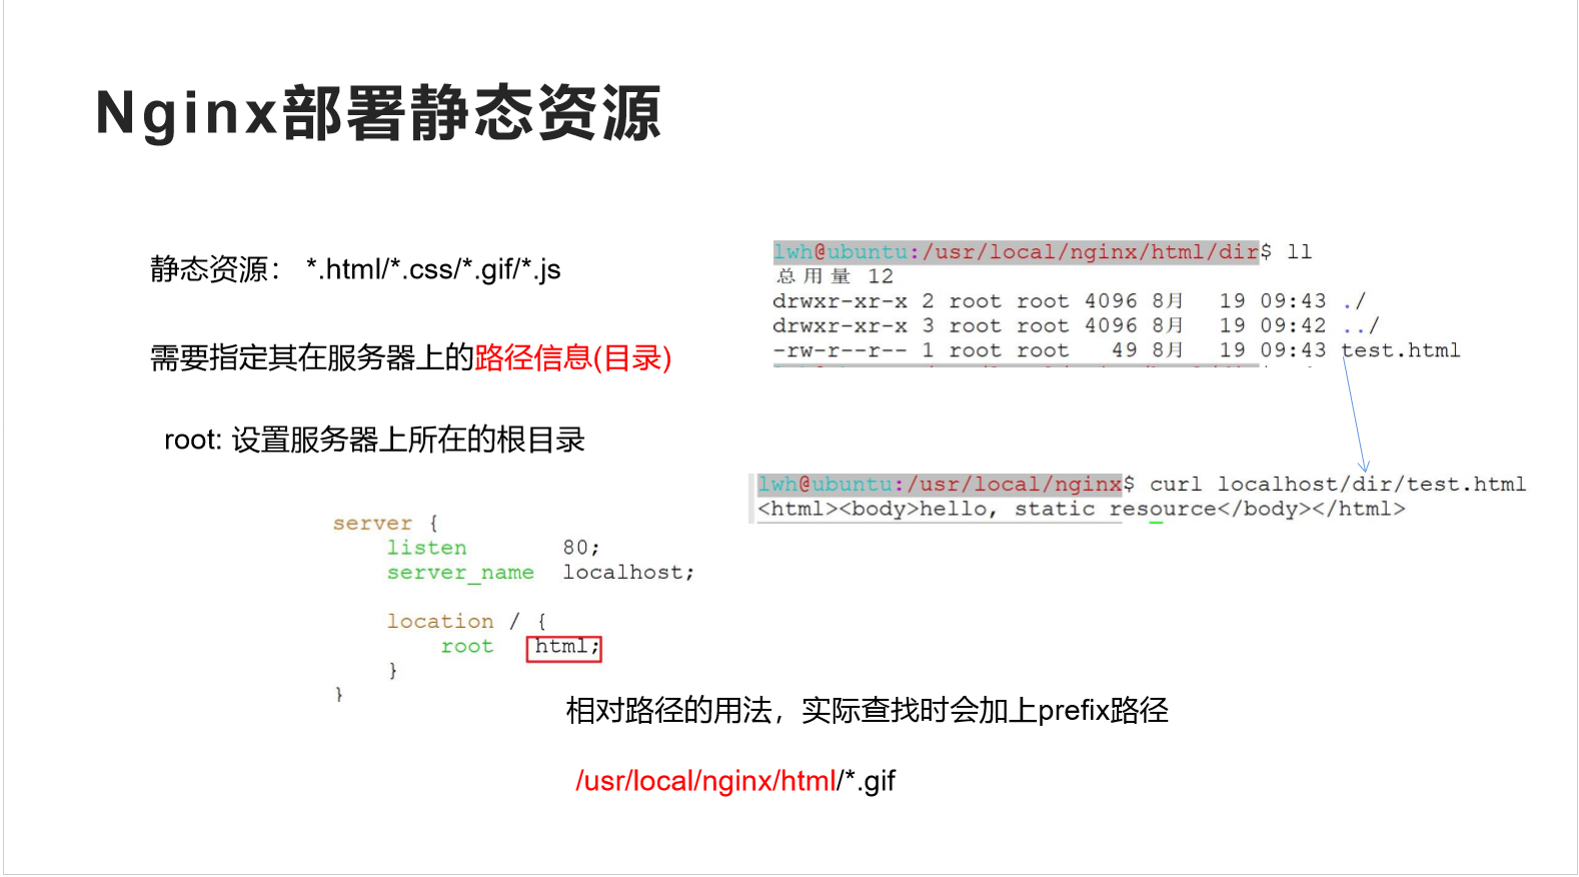 Nginx部署静态资源
静态资源： *.html/*.css/*.gif/*.js
需要指定其在服务器上的路径信息(目录)
root: 设置服务器上所在的根目录
server {
    listen       80;
    server_name  localhost;
    location / {
        root   html;
    }
}
相对路径的用法，实际查找时会加上prefix路径
/usr/local/nginx/html/*.gif
lwh@ubuntu:/usr/local/nginx/html/dir$ ll
总用量 12
drwxr-xr-x 2 root root 4096 8月   19 09:43 ./
drwxr-xr-x 3 root root 4096 8月   19 09:42 ../
-rw-r--r-- 1 root root   49 8月   19 09:43 test.html
lwh@ubuntu:/usr/local/nginx$ curl localhost/dir/test.html
<html><body>hello, static resource</body></html>